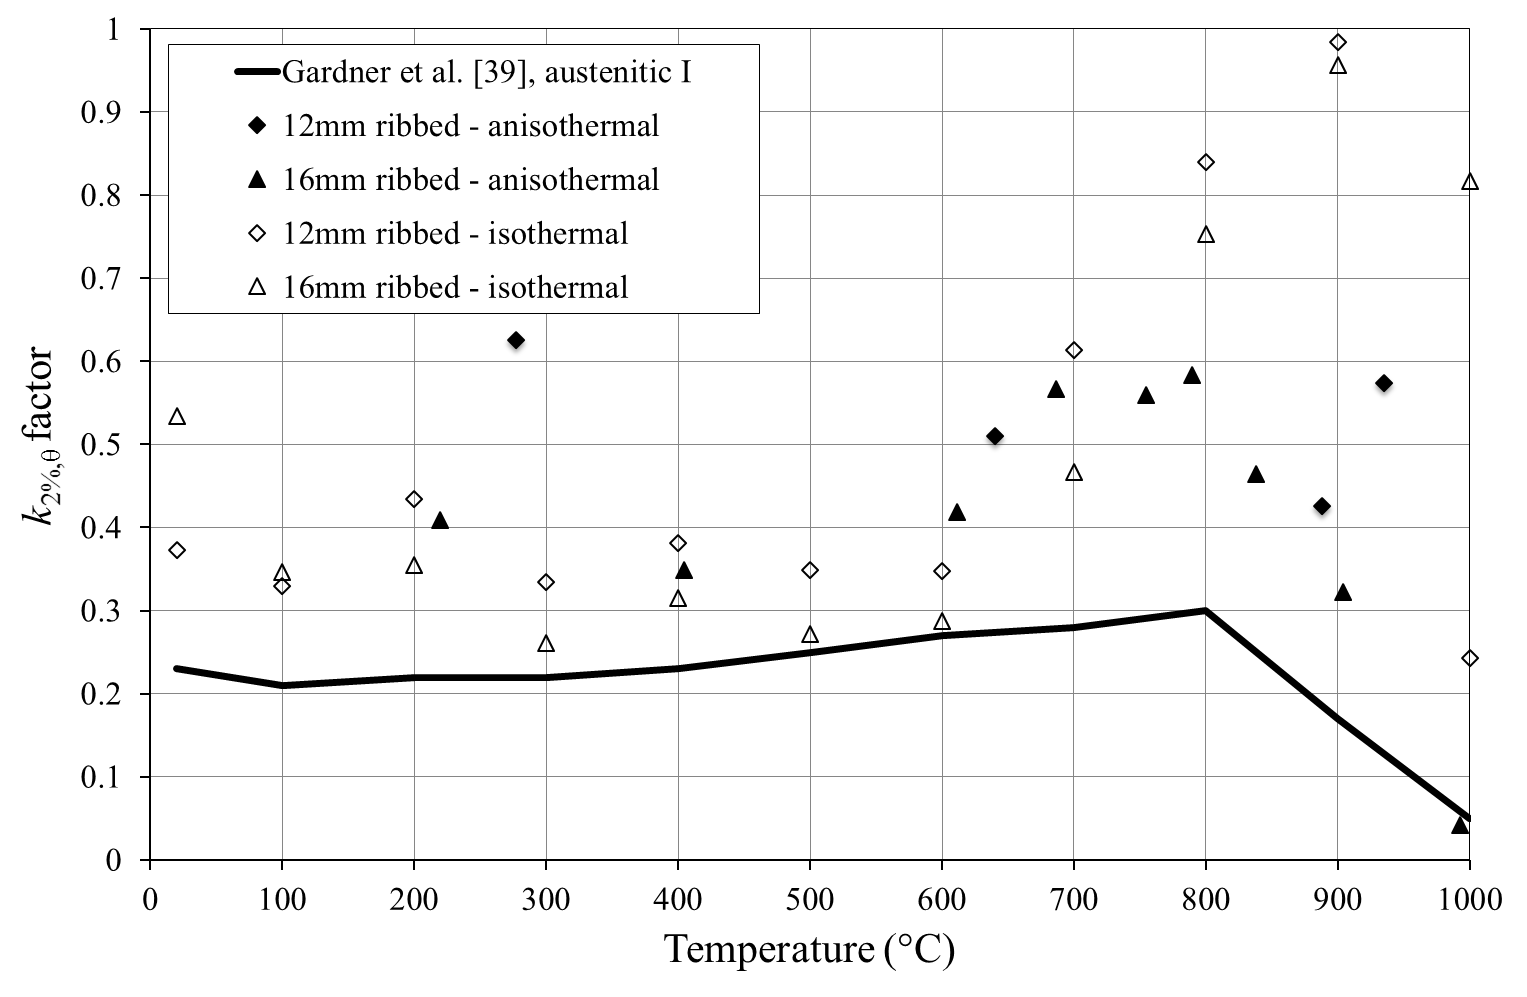 1
Gardner et al. [39], austenitic I
0.9
12mm ribbed - anisothermal
0.8
16mm ribbed - anisothermal
12mm ribbed - isothermal
0.7
16mm ribbed - isothermal
0.6
0.5
k2%,θ factor
0.4
0.3
0.2
0.1
0
0 100 200 300 400 500 600 700 800 900 1000
Temperature (°C)